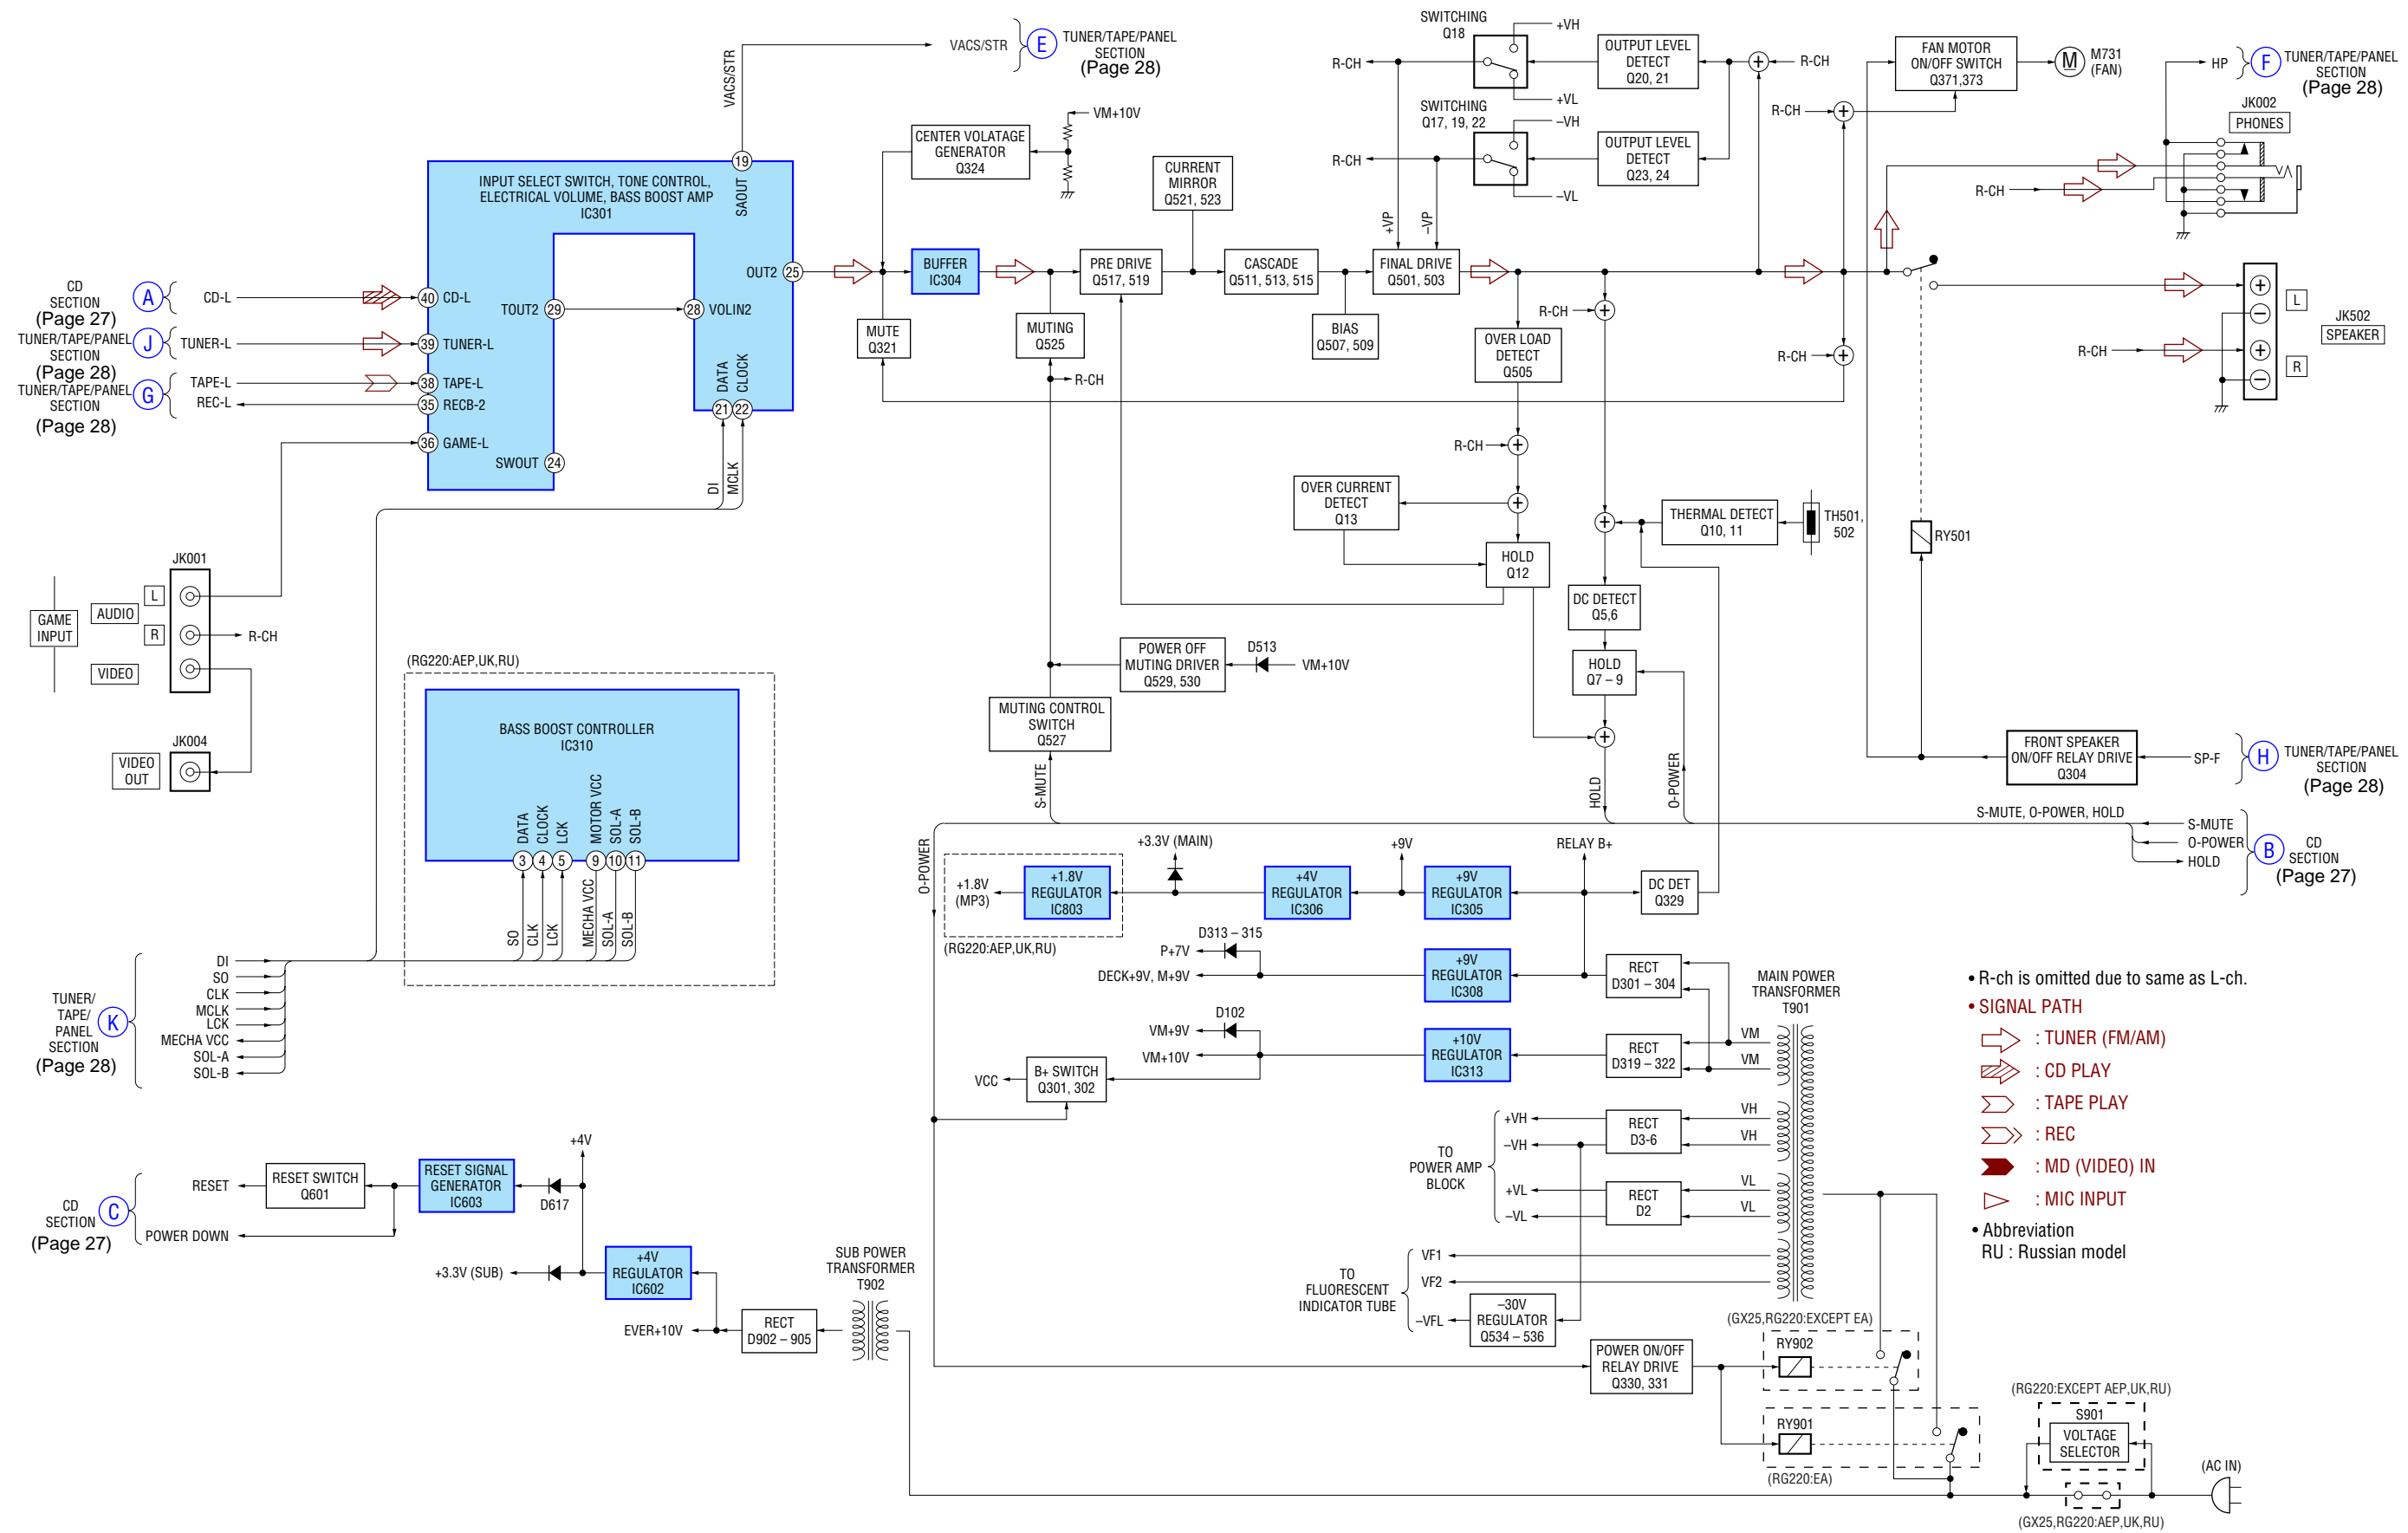 VACS/STR
VACS/STR
E
TUNER/TAPE/PANEL
SECTION
(Page 28)
SWITCHING
Q18
+VH
+VL
R-CH
OUTPUT LEVEL
DETECT
Q20, 21
R-CH
SWITCHING
Q17, 19, 22
–VH
–VL
R-CH
OUTPUT LEVEL
DETECT
Q23, 24
FAN MOTOR
ON/OFF SWITCH
Q371,373
M
M731
(FAN)
R-CH
HP
F
TUNER/TAPE/PANEL
SECTION
(Page 28)
JK002
PHONES
R-CH
CENTER VOLATAGE
GENERATOR
Q324
VM+10V
CURRENT
MIRROR
Q521, 523
+VP
–VP
INPUT SELECT SWITCH, TONE CONTROL,
ELECTRICAL VOLUME, BASS BOOST AMP
IC301
19
SAOUT
OUT2
25
BUFFER
IC304
PRE DRIVE
Q517, 519
CASCADE
Q511, 513, 515
FINAL DRIVE
Q501, 503
CD
SECTION
(Page 27)
A
CD-L
40
CD-L
TUNER/TAPE/PANEL
SECTION
(Page 28)
J
TUNER-L
39
TUNER-L
TUNER/TAPE/PANEL
SECTION
(Page 28)
G
TAPE-L
38
TAPE-L
REC-L
35
RECB-2
36
GAME-L
TOUT2
29
28
VOLIN2
SWOUT
24
DATA
CLOCK
21
22
DI
MCLK
MUTE
Q321
MUTING
Q525
R-CH
BIAS
Q507, 509
OVER LOAD
DETECT
Q505
R-CH
R-CH
+
–
L
+
–
R
JK502
SPEAKER
R-CH
R-CH
OVER CURRENT
DETECT
Q13
HOLD
Q12
THERMAL DETECT
Q10, 11
TH501,
502
DC DETECT
Q5,6
HOLD
Q7 – 9
RY501
JK001
GAME
INPUT
AUDIO
L
R
R-CH
VIDEO
JK004
VIDEO
OUT
(RG220:AEP,UK,RU)
BASS BOOST CONTROLLER
IC310
DATA
CLOCK
LCK
MOTOR VCC
SOL-A
SOL-B
3
4
5
9
10
11
SO
CLK
LCK
MECHA VCC
SOL-A
SOL-B
POWER OFF
MUTING DRIVER
Q529, 530
D513
VM+10V
MUTING CONTROL
SWITCH
Q527
S-MUTE
HOLD
O-POWER
FRONT SPEAKER
ON/OFF RELAY DRIVE
Q304
SP-F
H
TUNER/TAPE/PANEL
SECTION
(Page 28)
S-MUTE, O-POWER, HOLD
S-MUTE
O-POWER
HOLD
B
CD
SECTION
(Page 27)
O-POWER
+3.3V (MAIN)
+9V
RELAY B+
+1.8V
(MP3)
+1.8V
REGULATOR
IC803
(RG220:AEP,UK,RU)
+4V
REGULATOR
IC306
+9V
REGULATOR
IC305
DC DET
Q329
D313 – 315
P+7V
DECK+9V, M+9V
+9V
REGULATOR
IC308
RECT
D301 – 304
MAIN POWER
TRANSFORMER
T901
D102
VM+9V
VM+10V
+10V
REGULATOR
IC313
RECT
D319 – 322
VM
VM
VCC
B+ SWITCH
Q301, 302
TO
POWER AMP
BLOCK
+VH
–VH
RECT
D3-6
VH
VH
+VL
–VL
RECT
D2
VL
VL
TO
FLUORESCENT
INDICATOR TUBE
VF1
VF2
–VFL
–30V
REGULATOR
Q534 – 536
TUNER/
TAPE/
PANEL
SECTION
(Page 28)
K
DI
SO
CLK
MCLK
LCK
MECHA VCC
SOL-A
SOL-B
CD
SECTION
(Page 27)
C
RESET
POWER DOWN
RESET SWITCH
Q601
RESET SIGNAL
GENERATOR
IC603
D617
+4V
+3.3V (SUB)
+4V
REGULATOR
IC602
EVER+10V
RECT
D902 – 905
SUB POWER
TRANSFORMER
T902
POWER ON/OFF
RELAY DRIVE
Q330, 331
(GX25,RG220:EXCEPT EA)
RY902
RY901
(RG220:EA)
(RG220:EXCEPT AEP,UK,RU)
S901
VOLTAGE
SELECTOR
(AC IN)
(GX25,RG220:AEP,UK,RU)
• R-ch is omitted due to same as L-ch.
• SIGNAL PATH
: TUNER (FM/AM)
: CD PLAY
: TAPE PLAY
: REC
: MD (VIDEO) IN
: MIC INPUT
• Abbreviation
RU : Russian model